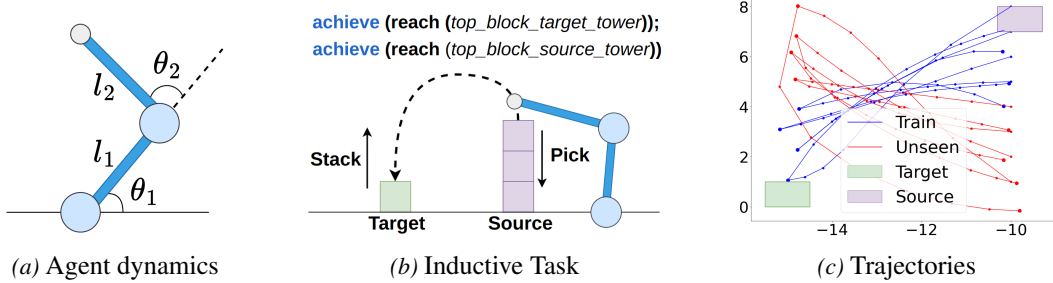 l₂
θ₂
l₁
θ₁
(a) Agent dynamics
achieve (reach (top_block_target_tower));
achieve (reach (top_block_source_tower))
Stack
Pick
Target
Source
(b) Inductive Task
8
6
4
2
0
Train
Unseen
Target
Source
−14
−12
−10
(c) Trajectories